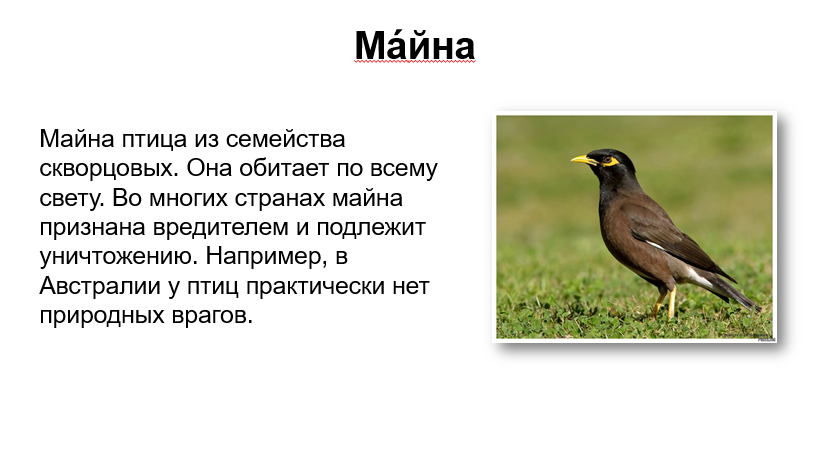 Ма́йна
Майна птица из семейства
скворцовых. Она обитает по всему
свету. Во многих странах майна
признана вредителем и подлежит
уничтожению. Например, в
Австралии у птиц практически нет
природных врагов.